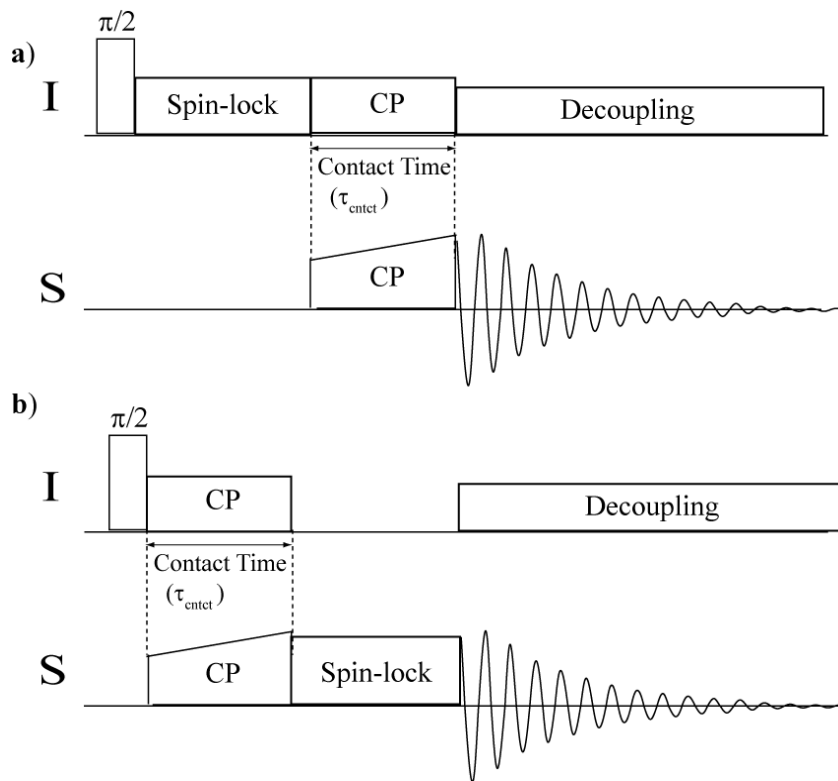 a)
π/2
I
Spin-lock CP Decoupling
Contact Time
(τcntct)
S
CP
b)
π/2
I
CP Decoupling
Contact Time
(τcntct)
S
CP Spin-lock